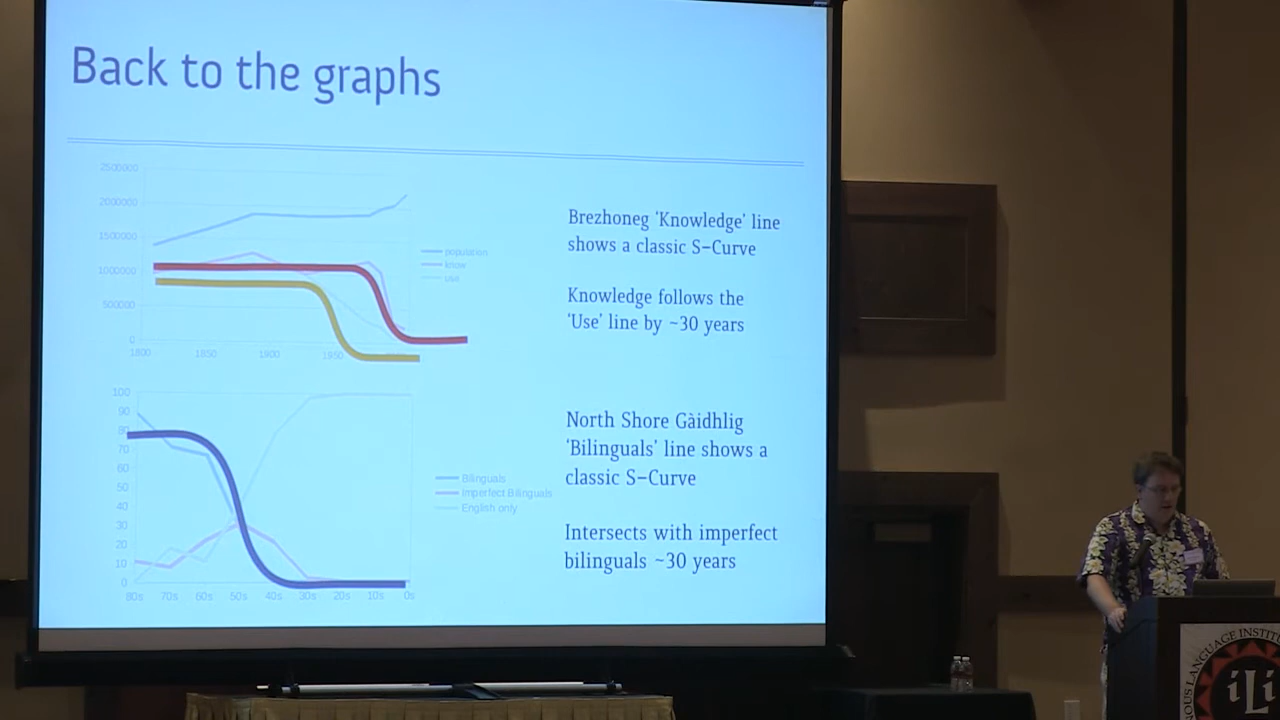 Back to the graphs
2500000
2000000
1500000
1000000
500000
0
1800 1850 1900 1950
population
know
use
Brezhoneg ‘Knowledge’ line
shows a classic S-Curve
Knowledge follows the
‘Use’ line by ~30 years
100
90
80
70
60
50
40
30
20
10
0
80s 70s 60s 50s 40s 30s 20s 10s 0s
Bilinguals
Imperfect Bilinguals
English only
North Shore Gàidhlig
‘Bilinguals’ line shows a
classic S-Curve
Intersects with imperfect
bilinguals ~30 years
LANGUAGE
iLi